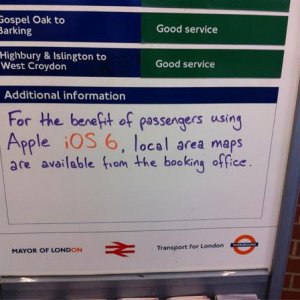 Gospel Oak to
Barking
Good service
Highbury & Islington to
West Croydon
Good service
Additional information
For the benefit of passengers using
Apple iOS 6, local area maps
are available from the booking office.
MAYOR OF LONDON
Transport for London
OVERGROUND